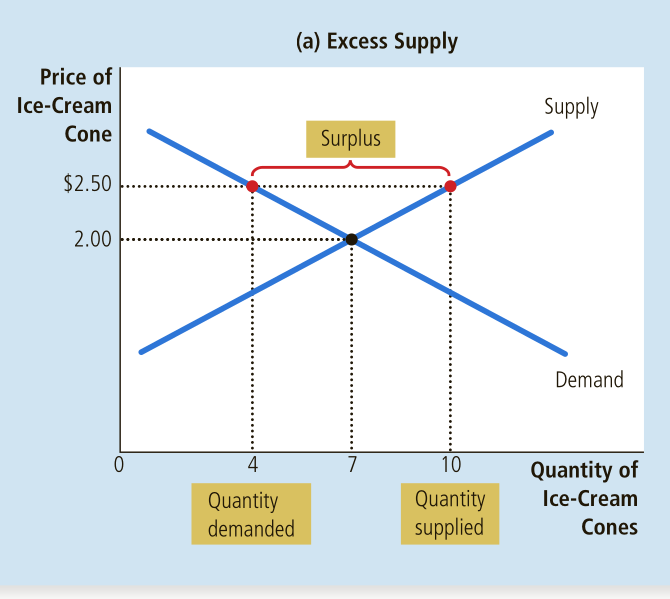 (a) Excess Supply
Price of
Ice-Cream
Cone
Supply
Surplus
$2.50
2.00
Demand
0
4
7
10
Quantity of
Ice-Cream
Cones
Quantity
demanded
Quantity
supplied